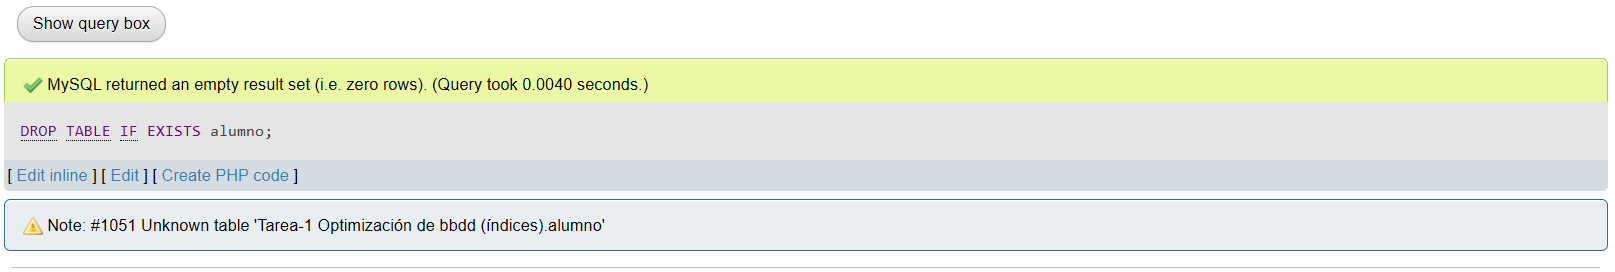 Show query box
MySQL returned an empty result set (i.e. zero rows). (Query took 0.0040 seconds.)
DROP TABLE IF EXISTS alumno;
[ Edit inline ] [ Edit ] [ Create PHP code ]
Note: #1051 Unknown table 'Tarea-1 Optimización de bbdd (índices).alumno'